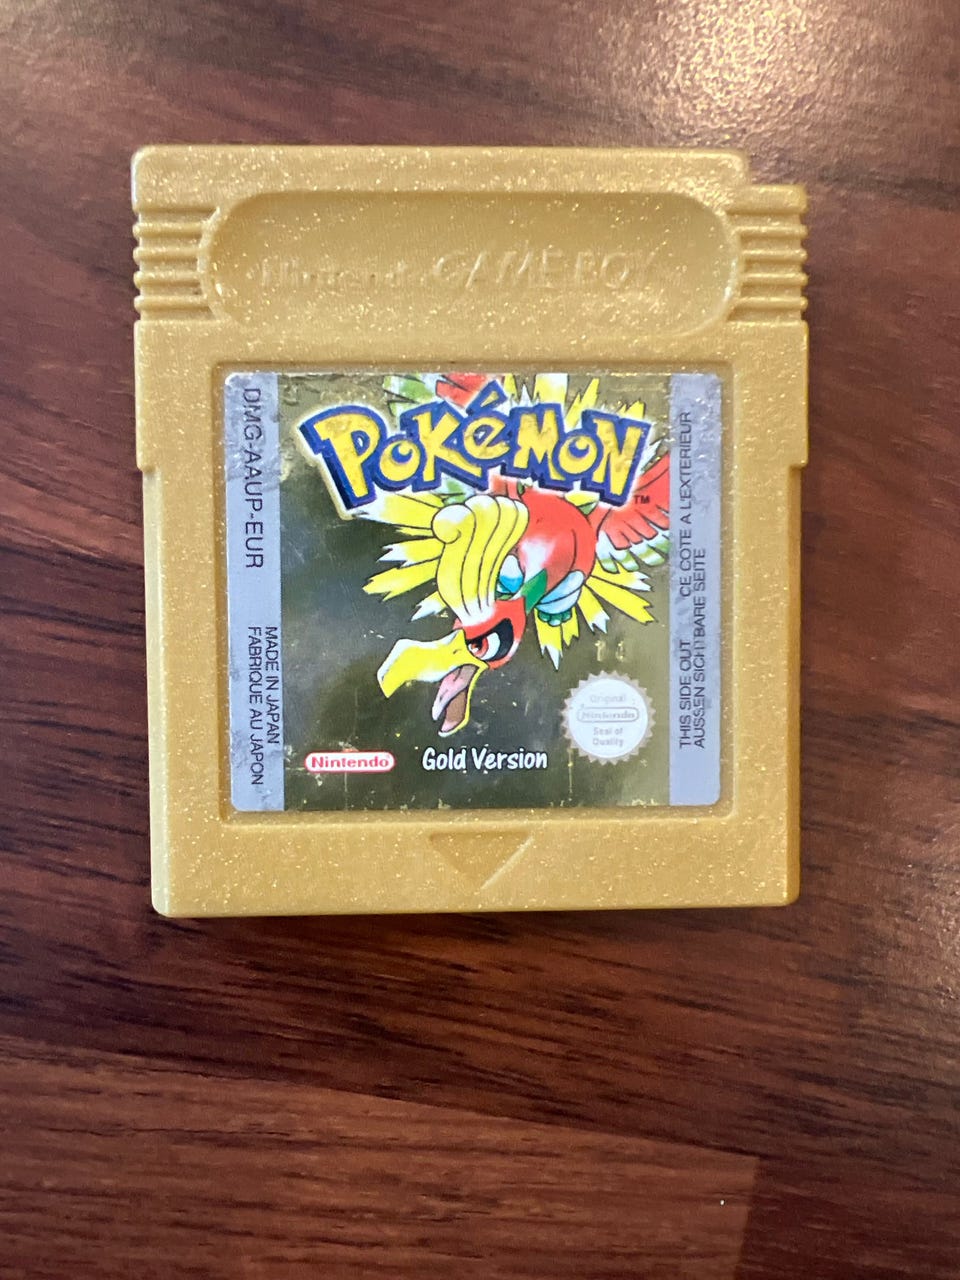 Nintendo GAME BOY
DMG-AAUP-EUR
MADE IN JAPAN
FABRIQUE AU JAPON
POKéMON
TM
Nintendo
Gold Version
Original
Nintendo
Seal of
Quality
THIS SIDE OUT CE COTE A L'EXTERIEUR
AUSSEN SICHTBARE SEITE